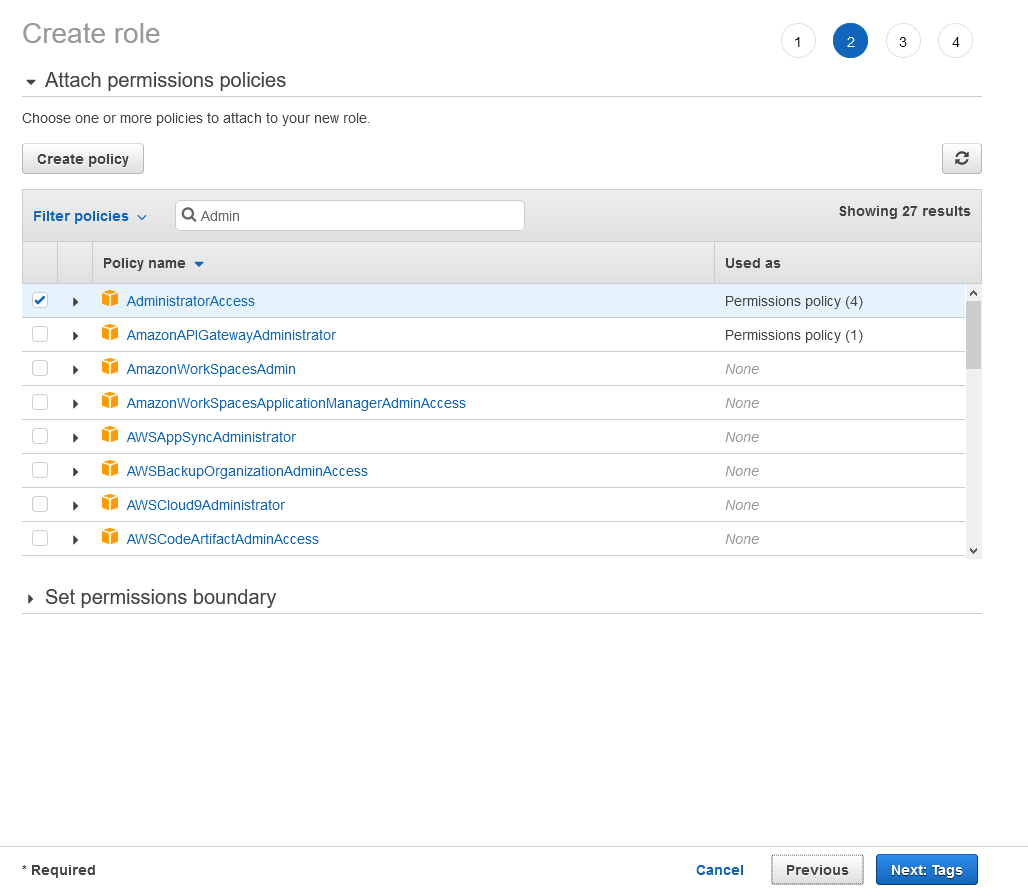 Create role
1 2 3 4
Attach permissions policies
Choose one or more policies to attach to your new role.
Create policy
Filter policies Admin Showing 27 results
Policy name Used as
AdministratorAccess Permissions policy (4)
AmazonAPIGatewayAdministrator Permissions policy (1)
AmazonWorkSpacesAdmin None
AmazonWorkSpacesApplicationManagerAdminAccess None
AWSAppSyncAdministrator None
AWSBackupOrganizationAdminAccess None
AWSCloud9Administrator None
AWSCodeArtifactAdminAccess None
Set permissions boundary
* Required Cancel Previous Next: Tags